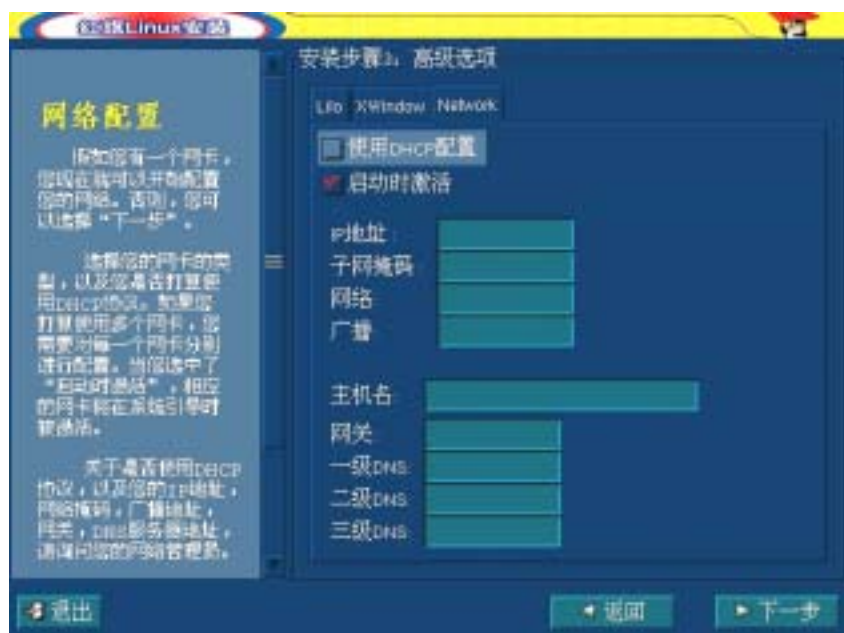 红旗Linux安装
安装步骤3：高级选项
网络配置
假如您有一个网卡，
您现在就可以开始配置
您的网络。否则，您可
以选择“下一步”。
选择您的网卡的类
型，以及您是否打算使
用DHCP协议。如果您
打算使用多个网卡，您
需要对每一个网卡分别
进行配置。当您选中了
“启动时激活”，相应
的网卡将在系统引导时
被激活。
关于是否使用DHCP
协议，以及您的IP地址，
网络掩码，广播地址，
网关，DNS服务器地址，
请询问您的网络管理员。
Lilo XWindow Network
使用DHCP配置
启动时激活
IP地址:
子网掩码
网络
广播
主机名:
网关
一级DNS:
二级DNS:
三级DNS:
退出
返回
下一步